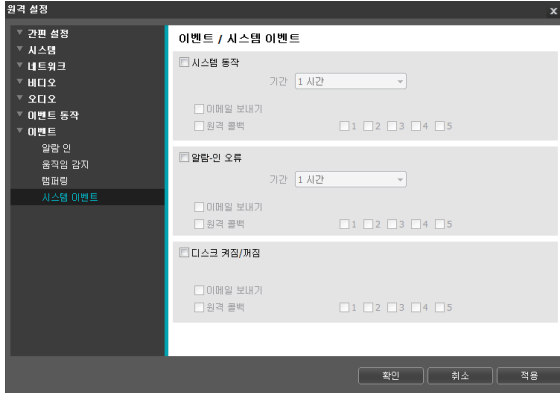 원격 설정
x
간편 설정
시스템
네트워크
비디오
오디오
이벤트 동작
이벤트
알람 인
움직임 감지
탬퍼링
시스템 이벤트
이벤트 / 시스템 이벤트
시스템 동작
기간 1 시간
이메일 보내기
원격 콜백 1 2 3 4 5
알람-인 오류
기간 1 시간
이메일 보내기
원격 콜백 1 2 3 4 5
디스크 켜짐/꺼짐
이메일 보내기
원격 콜백 1 2 3 4 5
확인 취소 적용